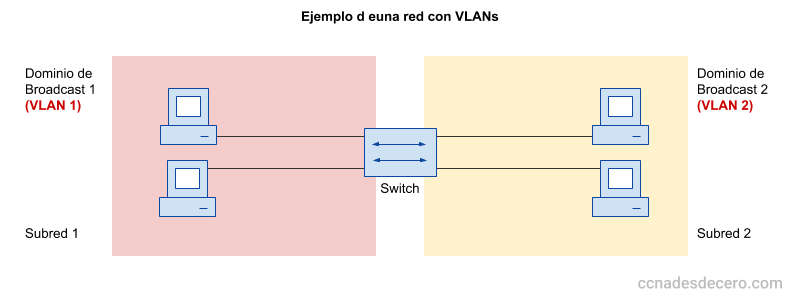 Ejemplo d euna red con VLANs
Dominio de
Broadcast 1
(VLAN 1)
Dominio de
Broadcast 2
(VLAN 2)
Switch
Subred 1
Subred 2
ccnadesdecero.com